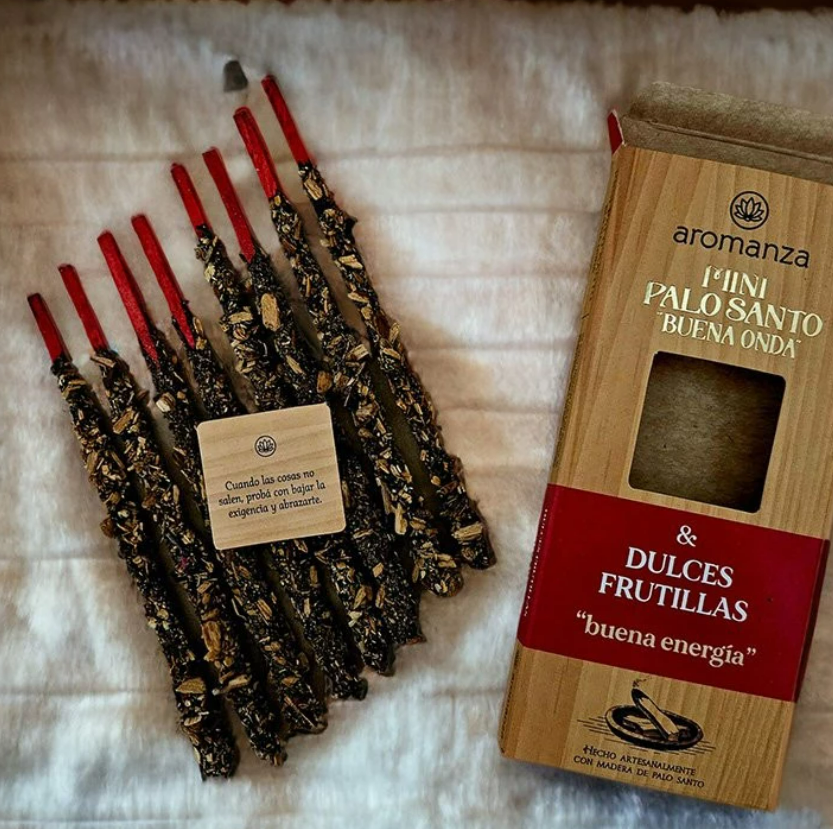 Cuando las cosas no
salen, probá con bajar la
exigencia y abrazarte.
aromanza
MINI
PALO SANTO
"BUENA ONDA"
&
DULCES
FRUTILLAS
“buena energía”
HECHO ARTESANALMENTE
CON MADERA DE PALO SANTO